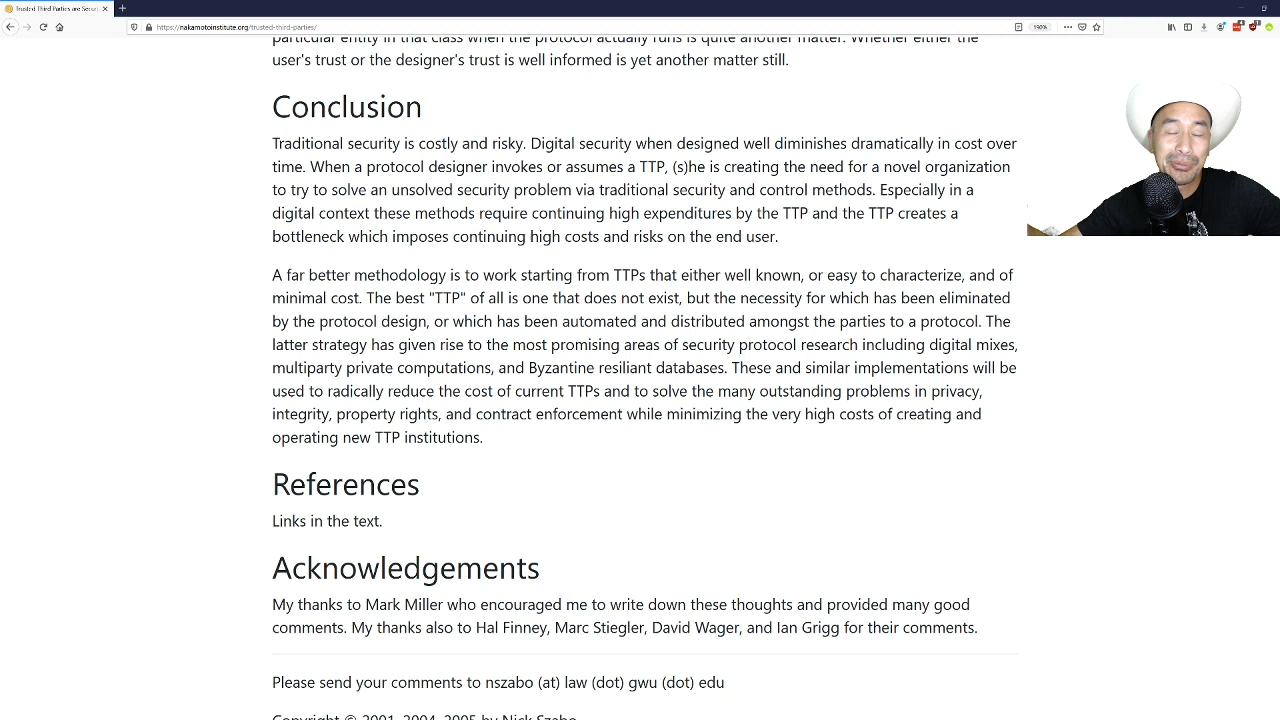 Trusted Third Parties are Securi
https://nakamotoinstitute.org/trusted-third-parties/
190%
particular entity in that class when the protocol actually runs is quite another matter. Whether either the
user's trust or the designer's trust is well informed is yet another matter still.
Conclusion
Traditional security is costly and risky. Digital security when designed well diminishes dramatically in cost over
time. When a protocol designer invokes or assumes a TTP, (s)he is creating the need for a novel organization
to try to solve an unsolved security problem via traditional security and control methods. Especially in a
digital context these methods require continuing high expenditures by the TTP and the TTP creates a
bottleneck which imposes continuing high costs and risks on the end user.
A far better methodology is to work starting from TTPs that either well known, or easy to characterize, and of
minimal cost. The best "TTP" of all is one that does not exist, but the necessity for which has been eliminated
by the protocol design, or which has been automated and distributed amongst the parties to a protocol. The
latter strategy has given rise to the most promising areas of security protocol research including digital mixes,
multiparty private computations, and Byzantine resiliant databases. These and similar implementations will be
used to radically reduce the cost of current TTPs and to solve the many outstanding problems in privacy,
integrity, property rights, and contract enforcement while minimizing the very high costs of creating and
operating new TTP institutions.
References
Links in the text.
Acknowledgements
My thanks to Mark Miller who encouraged me to write down these thoughts and provided many good
comments. My thanks also to Hal Finney, Marc Stiegler, David Wager, and Ian Grigg for their comments.
Please send your comments to nszabo (at) law (dot) gwu (dot) edu
Copyright © 2001, 2004, 2005 by Nick Szabo